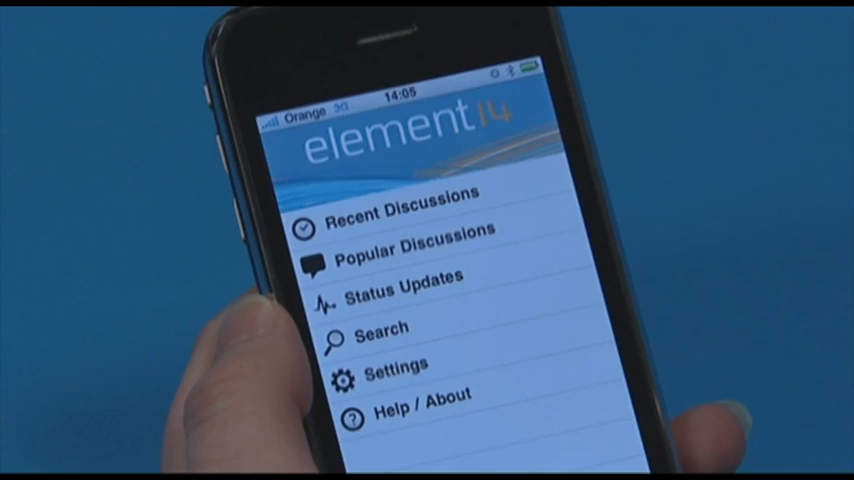 Orange 3G 14:05
element14
Recent Discussions
Popular Discussions
Status Updates
Search
Settings
Help / About